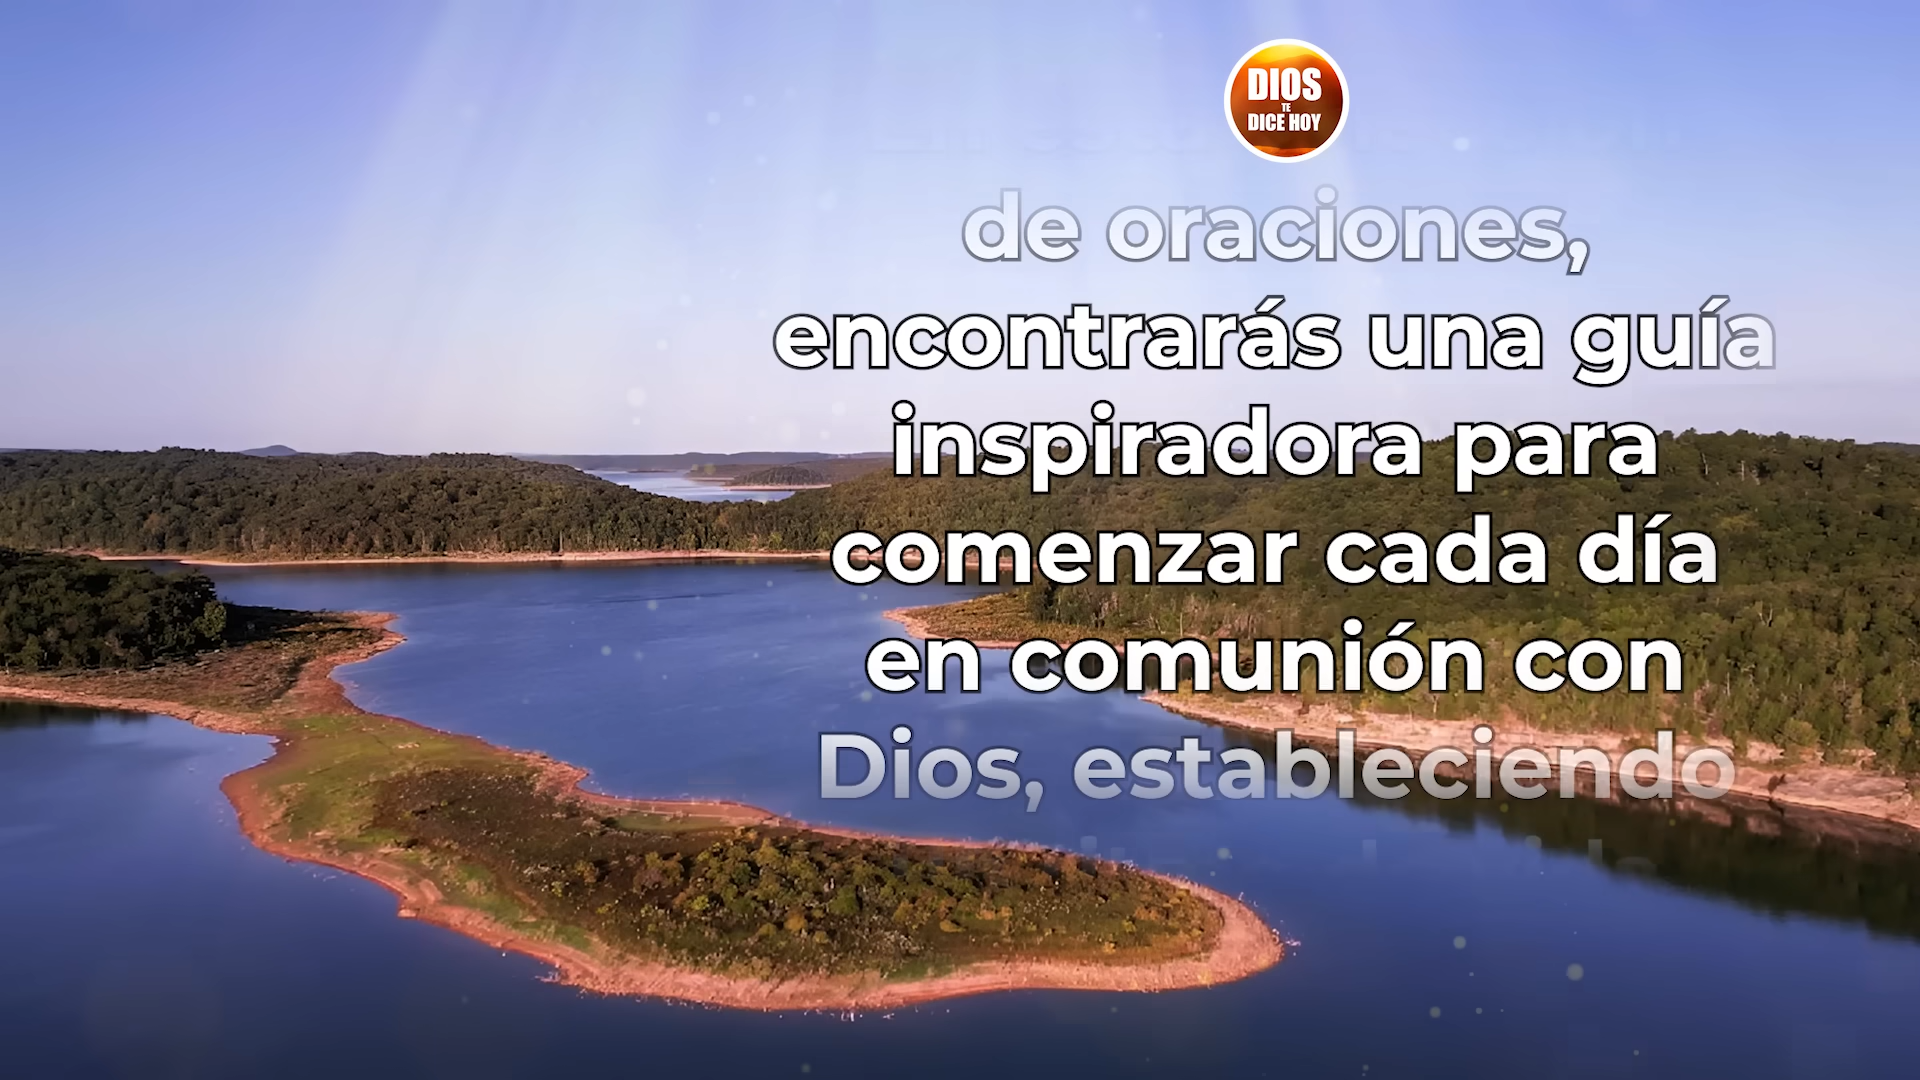 DIOS
TE
DICE HOY
de oraciones,
encontrarás una guía
inspiradora para
comenzar cada día
en comunión con
Dios, estableciendo